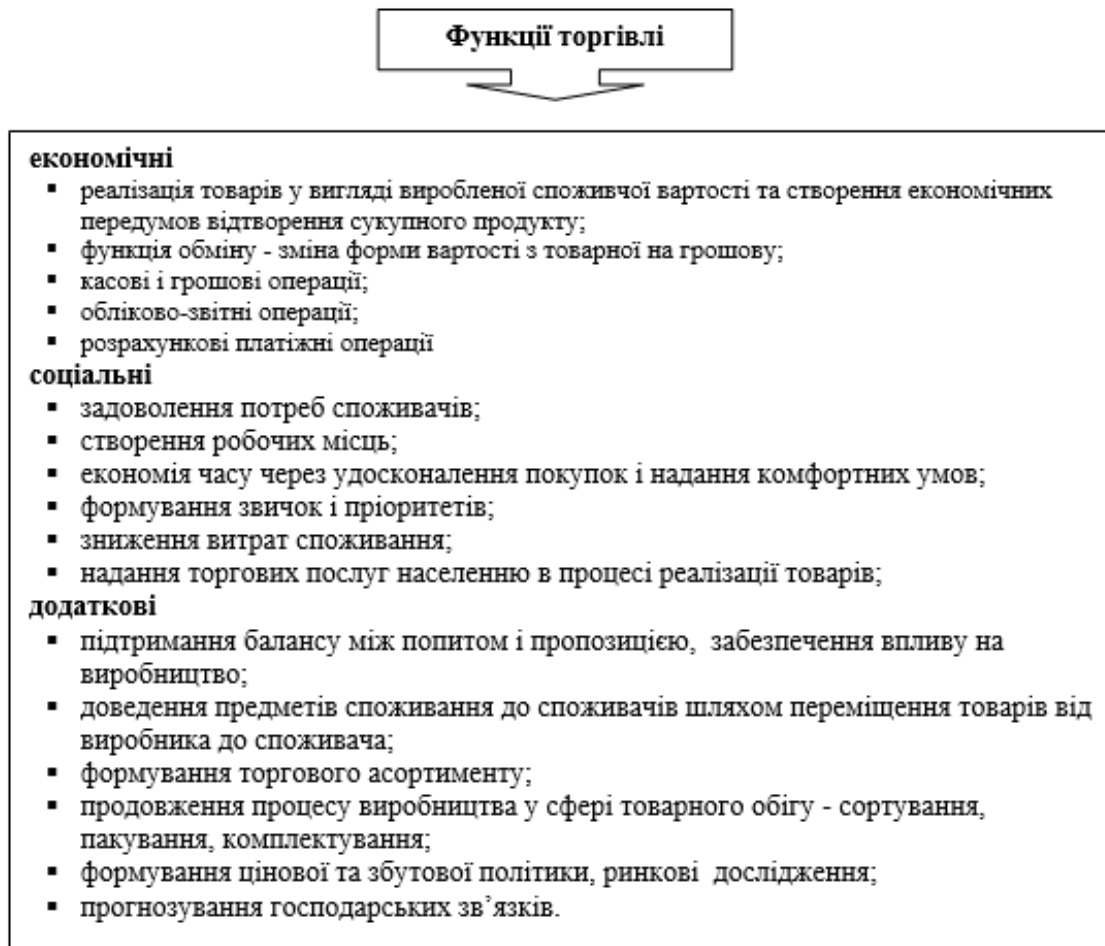 Функції торгівлі
економічні
▪ реалізація товарів у вигляді виробленої споживчої вартості та створення економічних
передумов відтворення сукупного продукту;
▪ функція обміну - зміна форми вартості з товарної на грошову;
▪ касові і грошові операції;
▪ обліково-звітні операції;
▪ розрахункові платіжні операції
соціальні
▪ задоволення потреб споживачів;
▪ створення робочих місць;
▪ економія часу через удосконалення покупок і надання комфортних умов;
▪ формування звичок і пріоритетів;
▪ зниження витрат споживання;
▪ надання торгових послуг населенню в процесі реалізації товарів;
додаткові
▪ підтримання балансу між попитом і пропозицією, забезпечення впливу на
виробництво;
▪ доведення предметів споживання до споживачів шляхом переміщення товарів від
виробника до споживача;
▪ формування торгового асортименту;
▪ продовження процесу виробництва у сфері товарного обігу - сортування,
пакування, комплектування;
▪ формування цінової та збутової політики, ринкові дослідження;
▪ прогнозування господарських зв’язків.